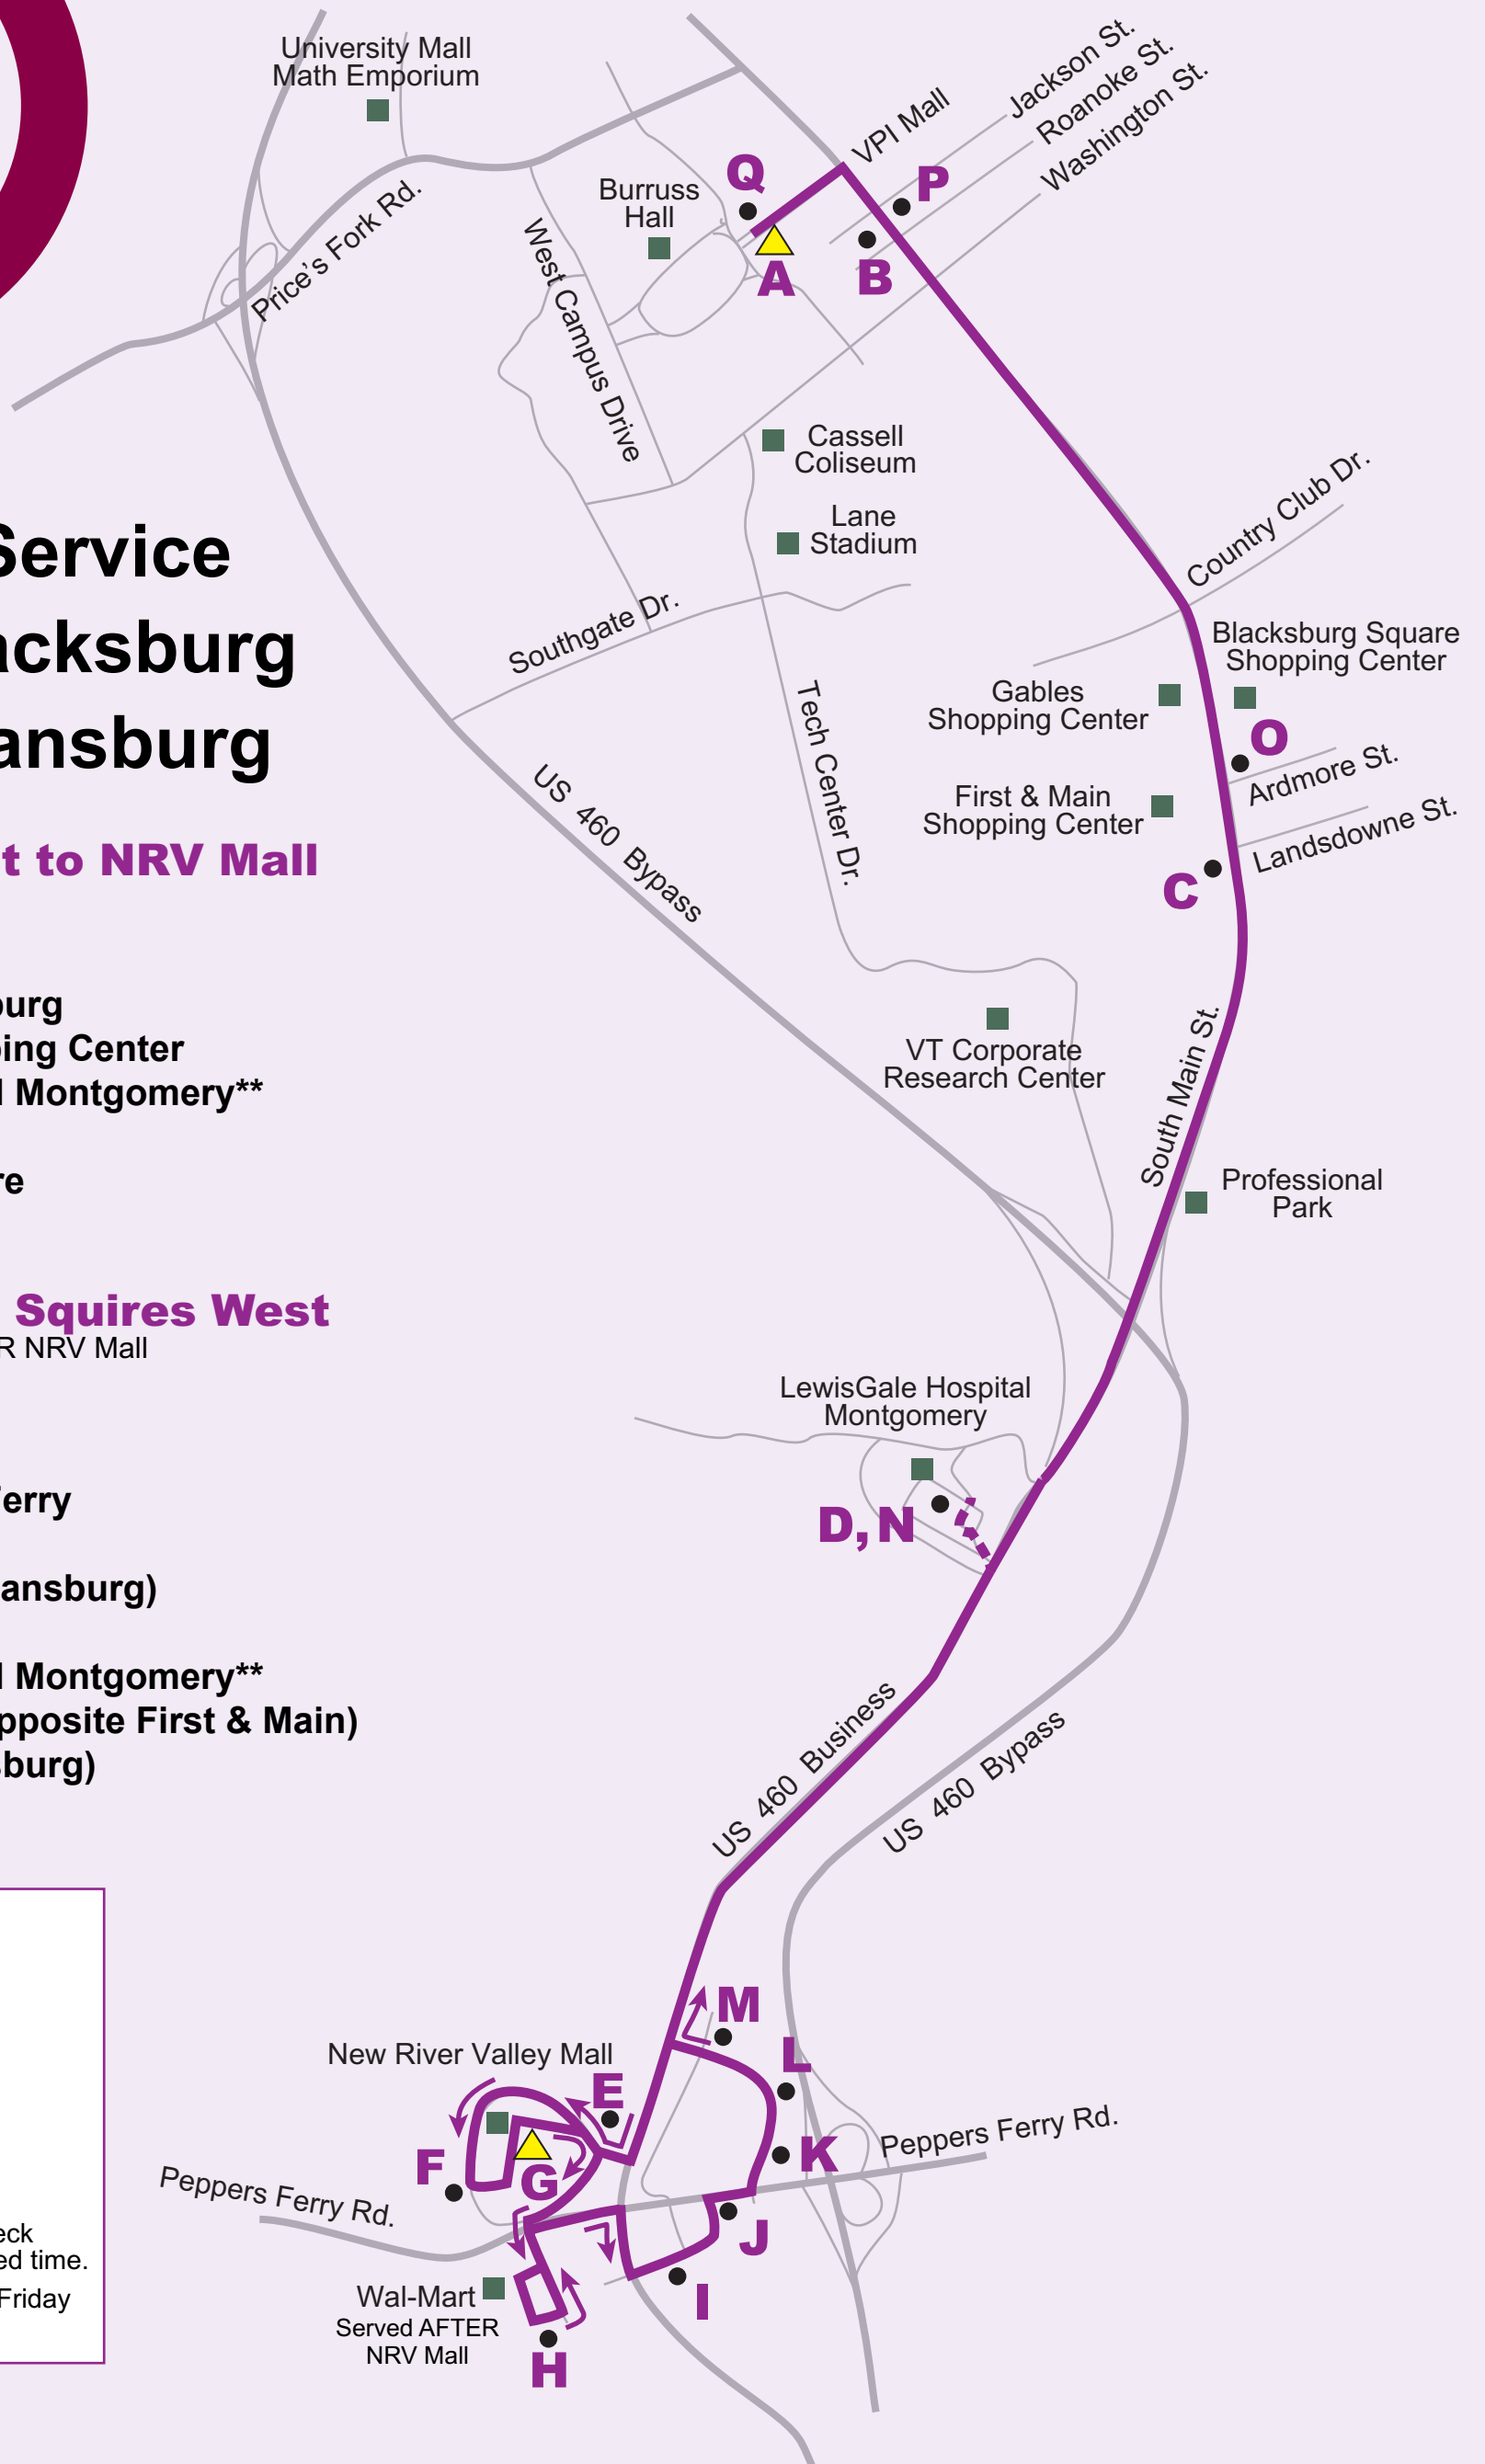 University Mall
Math Emporium
Jackson St.
Roanoke St.
Washington St.
VPI Mall
Price's Fork Rd.
Burruss
Hall
Q
P
A
B
West Campus Drive
Cassell
Coliseum
Lane
Stadium
Country Club Dr.
Southgate Dr.
Blacksburg Square
Shopping Center
Gables
Shopping Center
O
Ardmore St.
First & Main
Shopping Center
Landsdowne St.
C
Tech Center Dr.
US 460 Bypass
VT Corporate
Research Center
South Main St.
Professional
Park
LewisGale Hospital
Montgomery
D, N
US 460 Business
US 460 Bypass
M
L
New River Valley Mall
E
K
Peppers Ferry Rd.
F
G
Peppers Ferry Rd.
J
Wal-Mart
Served AFTER
NRV Mall
I
H
Service
acksburg
ansburg
t to NRV Mall
burg
ping Center
l Montgomery**
re
Squires West
R NRV Mall
Ferry
ansburg)
l Montgomery**
pposite First & Main)
sburg)
eck
ed time.
Friday